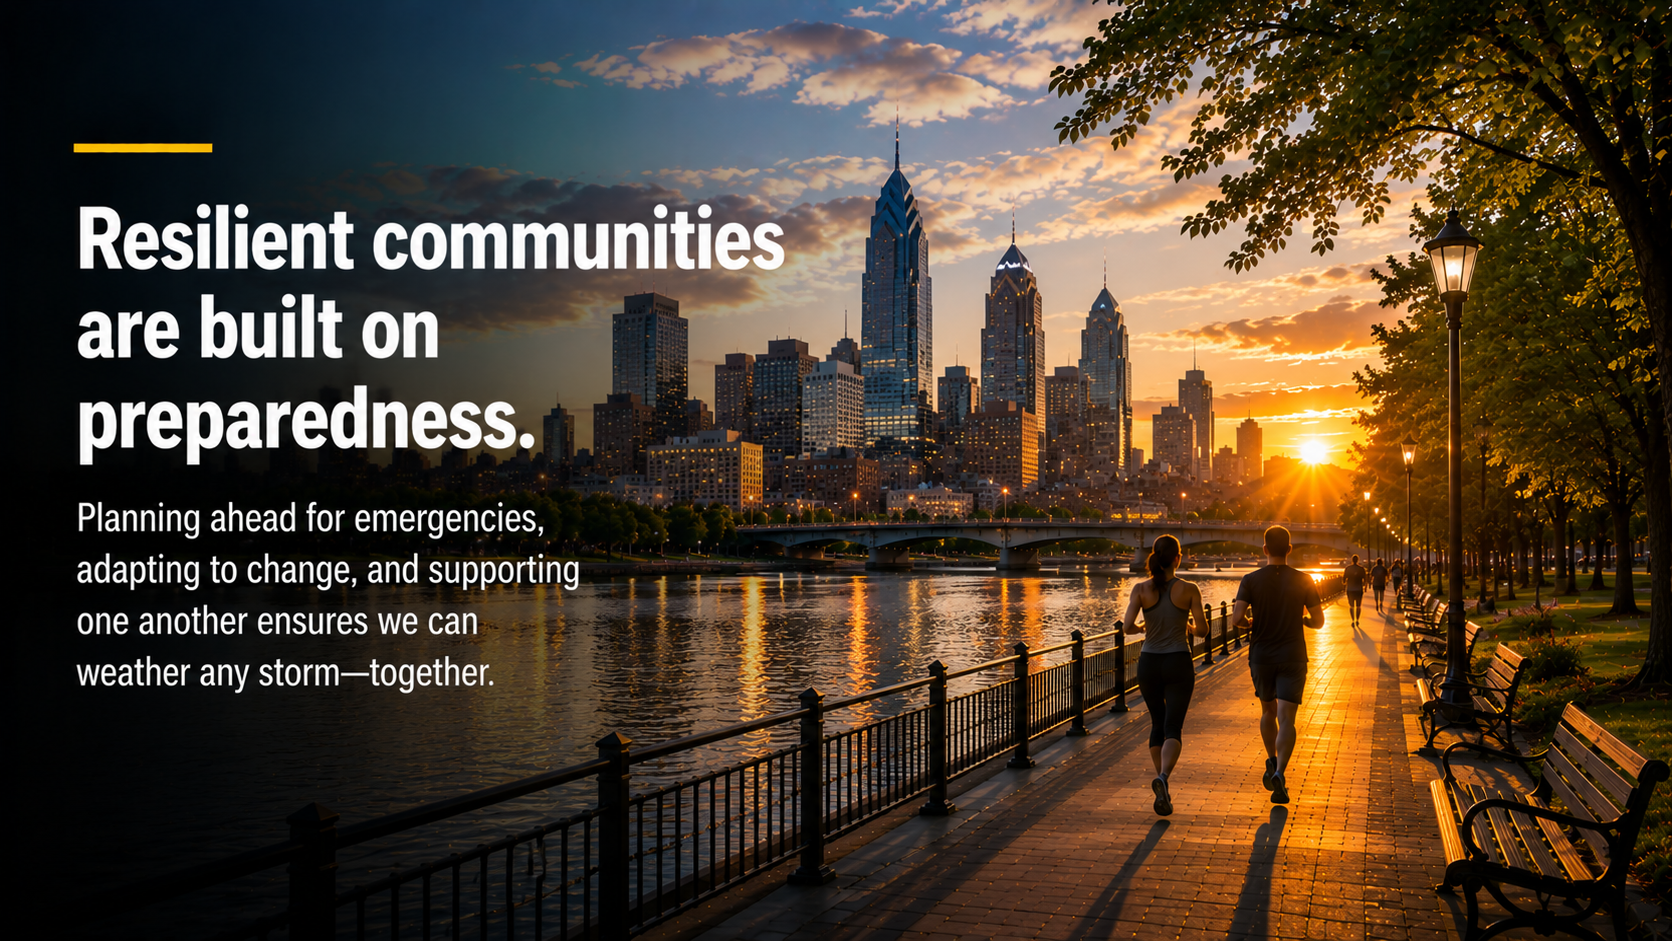 Resilient communities
are built on
preparedness.
Planning ahead for emergencies,
adapting to change, and supporting
one another ensures we can
weather any storm—together.